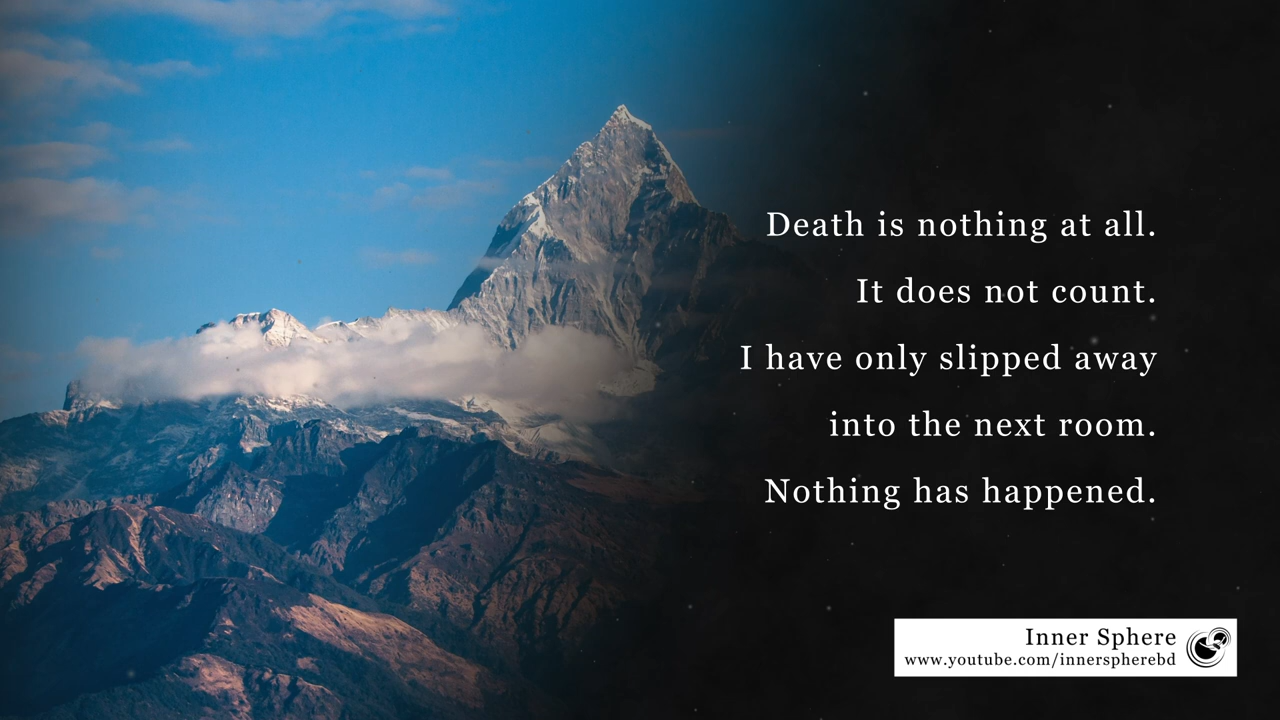 Death is nothing at all.
It does not count.
I have only slipped away
into the next room.
Nothing has happened.
Inner Sphere
www.youtube.com/innerspherebd